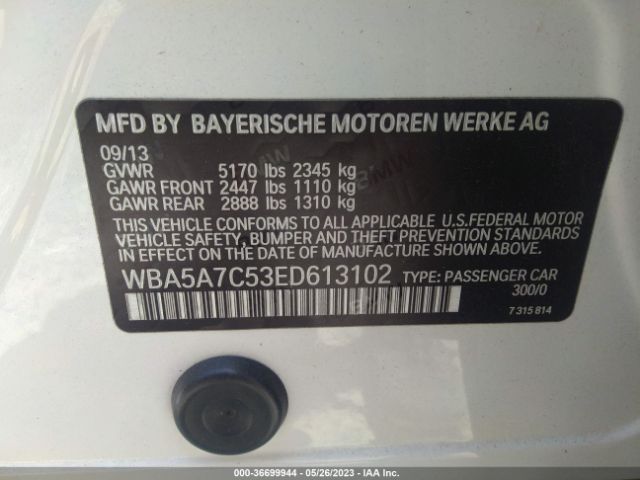 MFD BY BAYERISCHE MOTOREN WERKE AG
09/13
GVWR 5170 lbs 2345 kg
GAWR FRONT 2447 lbs 1110 kg
GAWR REAR 2888 lbs 1310 kg
THIS VEHICLE CONFORMS TO ALL APPLICABLE U.S.FEDERAL MOTOR
VEHICLE SAFETY, BUMPER AND THEFT PREVENTION STANDARDS
IN EFFECT ON THE DATE OF MANUFACTURE SHOWN ABOVE.
WBA5A7C53ED613102 TYPE: PASSENGER CAR
300/0
7 315 814
000-36699944 - 05/26/2023 - IAA Inc.